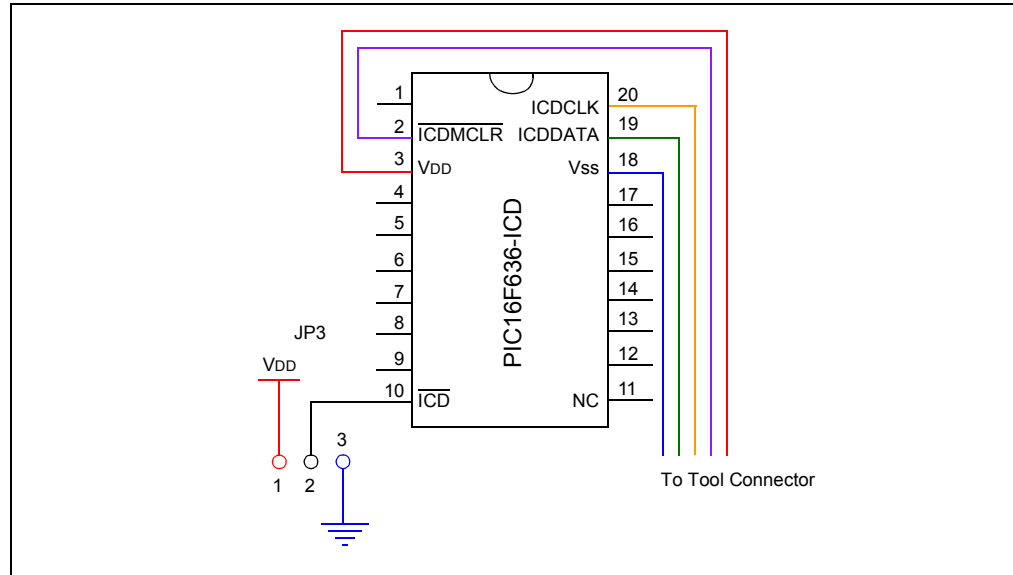 1
2
3
4
5
6
7
8
9
10
ICDMCLR
VDD
ICD
PIC16F636-ICD
ICDCLK
ICDDATA
Vss
NC
20
19
18
17
16
15
14
13
12
11
JP3
VDD
1
2
3
To Tool Connector